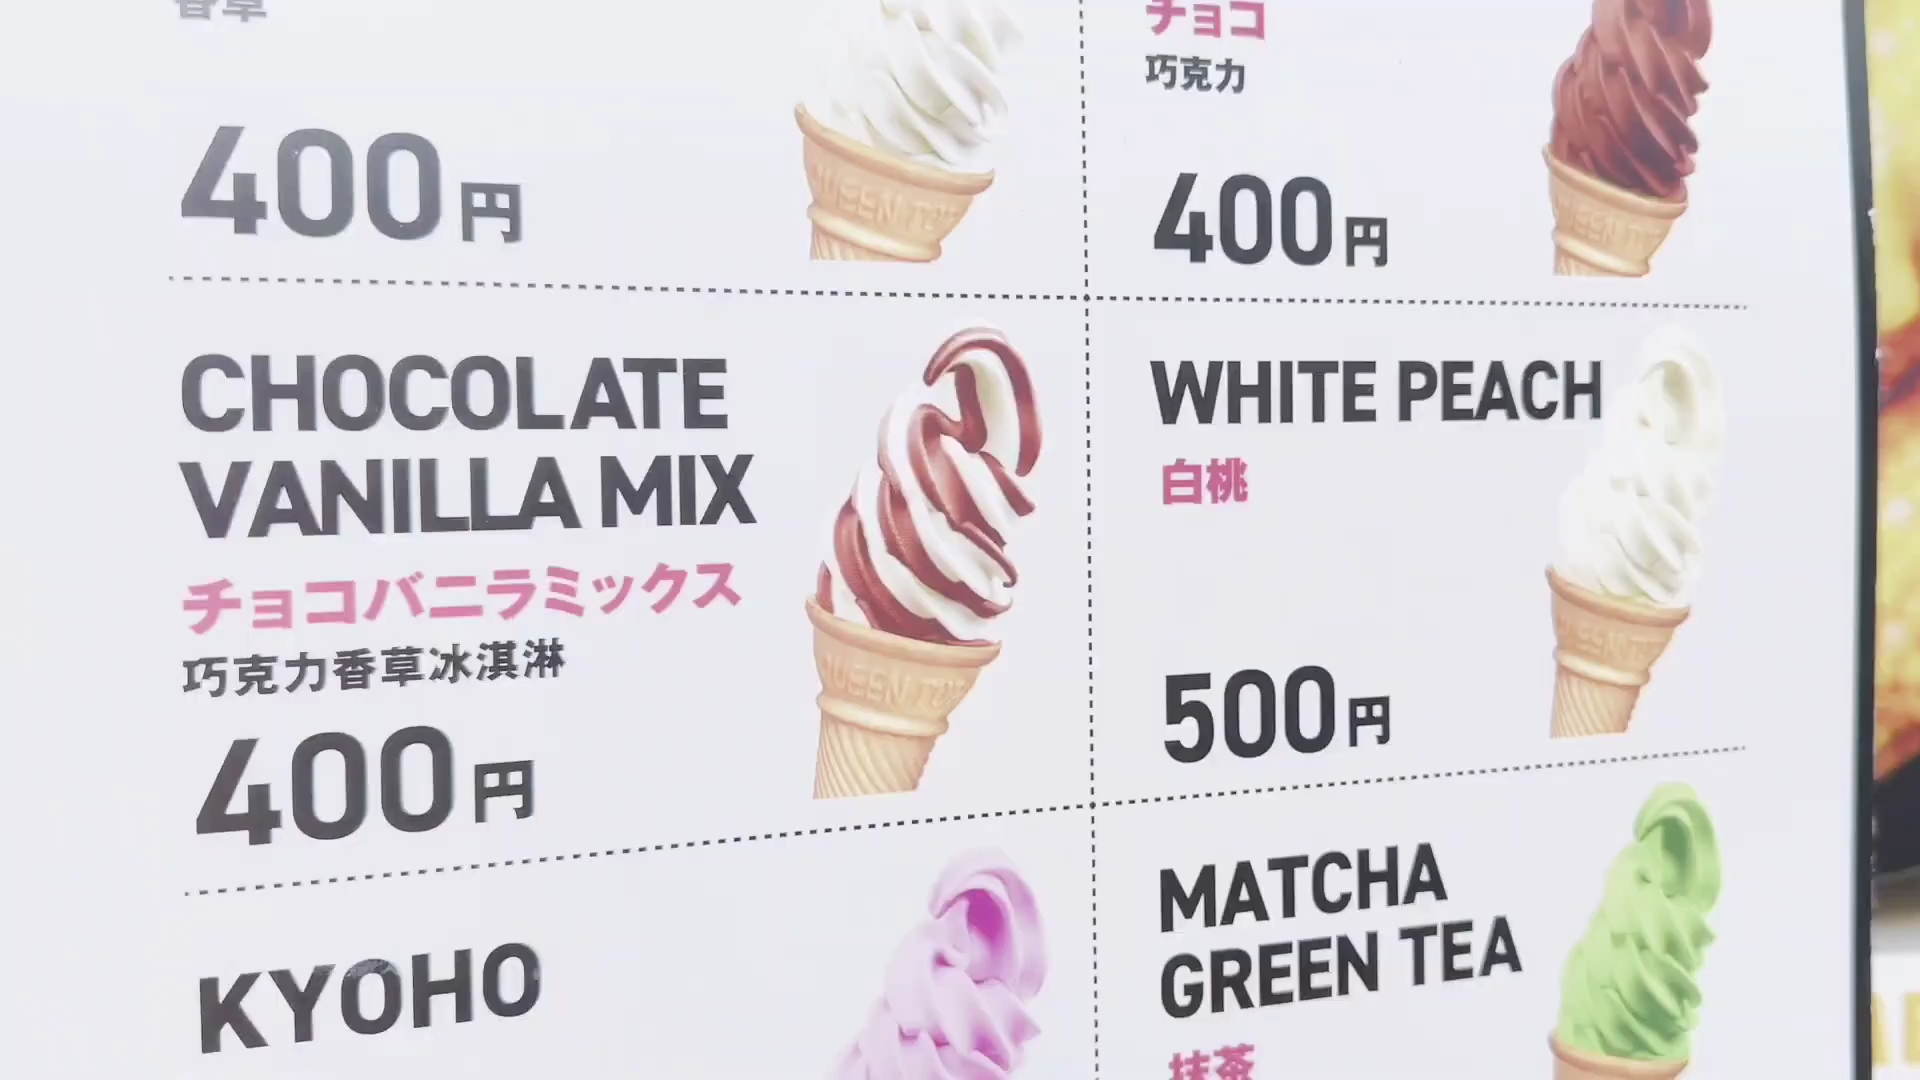 香草
400円
チョコ
巧克力
400円
CHOCOLATE
VANILLA MIX
チョコバニラミックス
巧克力香草冰淇淋
400円
WHITE PEACH
白桃
500円
KYOHO
MATCHA
GREEN TEA
抹茶